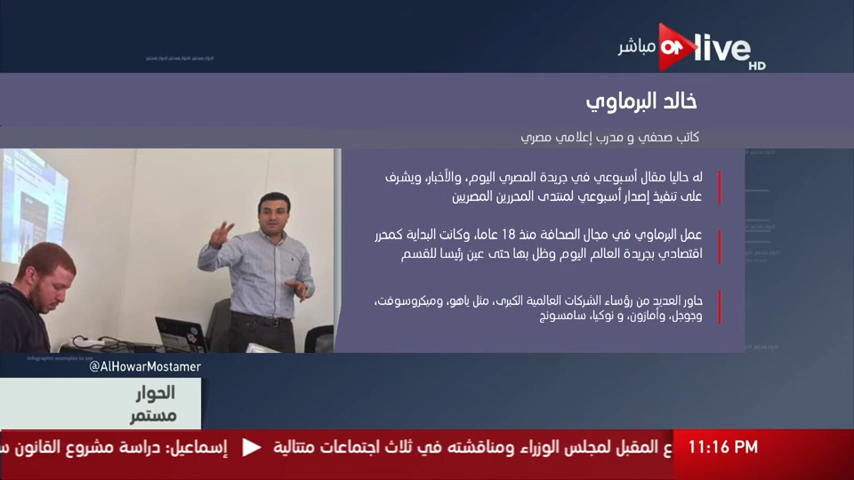 مباشر ON live
HD
خالد البرماوي
كاتب صحفي و مدرب إعلامي مصري
له حاليا مقال أسبوعي في جريدة المصري اليوم، والأخبار، ويشرف
على تنفيذ إصدار أسبوعي لمنتدى المحررين المصريين
عمل البرماوي في مجال الصحافة منذ 18 عاما، وكانت البداية كمحرر
اقتصادي بجريدة العالم اليوم وظل بها حتى عين رئيسا للقسم
حاور العديد من رؤساء الشركات العالمية الكبرى، مثل ياهو، وميكروسوفت،
وجوجل، وأمازون، و نوكيا، سامسونج
@AlHowarMostamer
الحوار
مستمر
ع المقبل لمجلس الوزراء ومناقشته في ثلاث اجتماعات متتالية ◀ إسماعيل: دراسة مشروع القانون س
11:16 PM